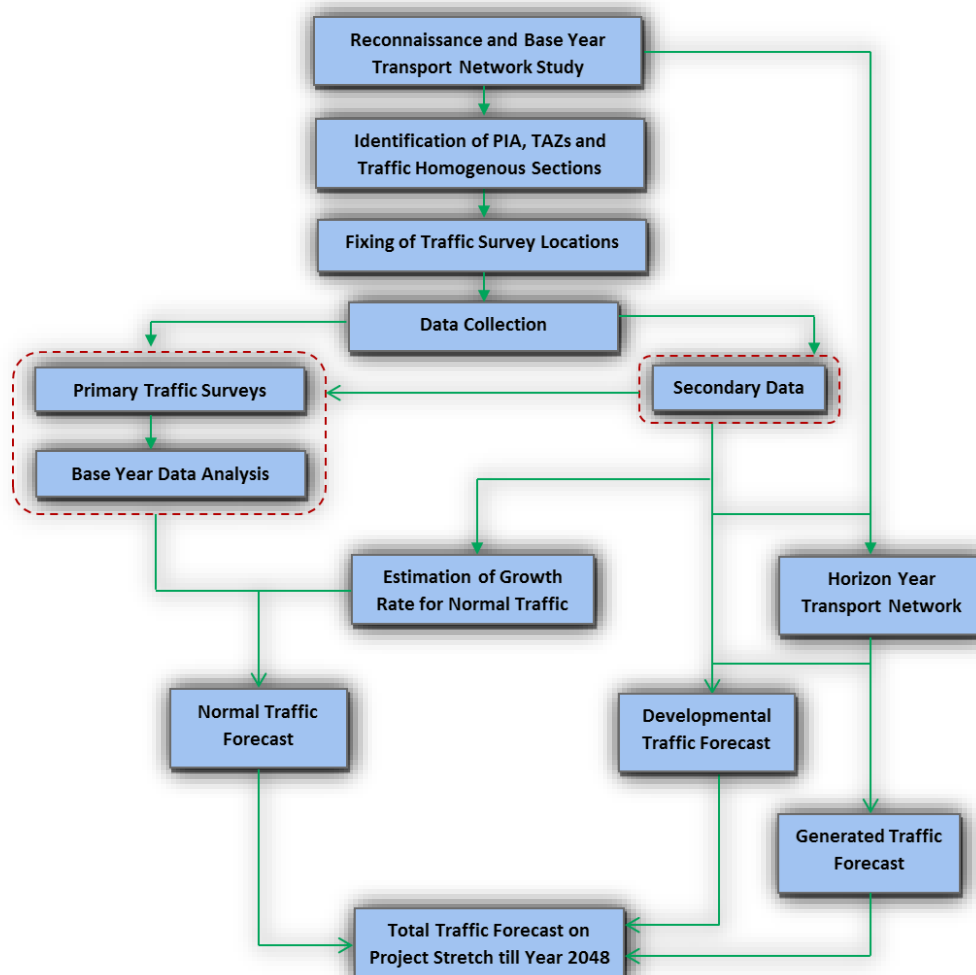 Reconnaissance and Base Year
Transport Network Study
Identification of PIA, TAZs and
Traffic Homogenous Sections
Fixing of Traffic Survey Locations
Data Collection
Primary Traffic Surveys
Secondary Data
Base Year Data Analysis
Estimation of Growth
Rate for Normal Traffic
Horizon Year
Transport Network
Normal Traffic
Forecast
Developmental
Traffic Forecast
Generated Traffic
Forecast
Total Traffic Forecast on
Project Stretch till Year 2048